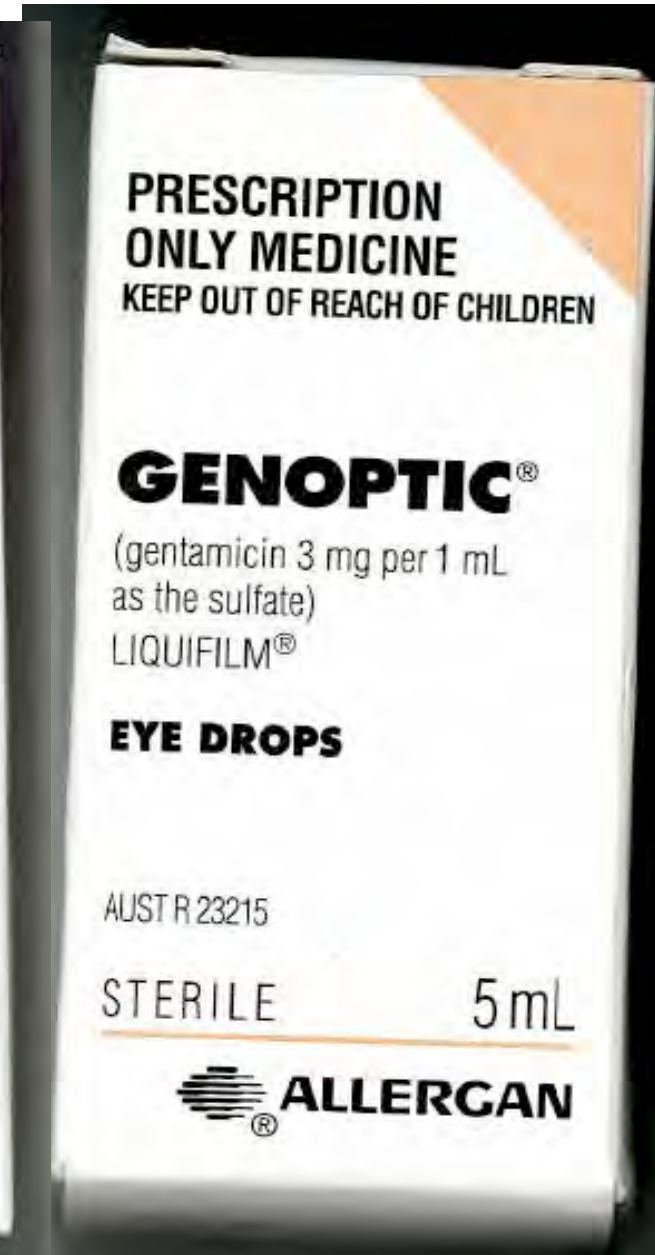 PRESCRIPTION
ONLY MEDICINE
KEEP OUT OF REACH OF CHILDREN
GENOPTIC®
(gentamicin 3 mg per 1 mL
as the sulfate)
LIQUIFILM®
EYE DROPS
AUST R 23215
STERILE 5 mL
® ALLERGAN